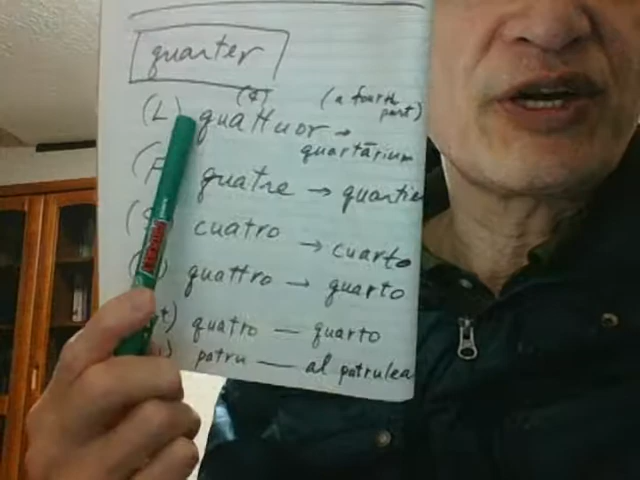 quarter
(4) (a fourth part)
(L) quattuor →
quartārium
(F quatre → quartie
( cuatro → cuarto
) quattro → quarto
t) quatro — quarto
) patru — al patrulea